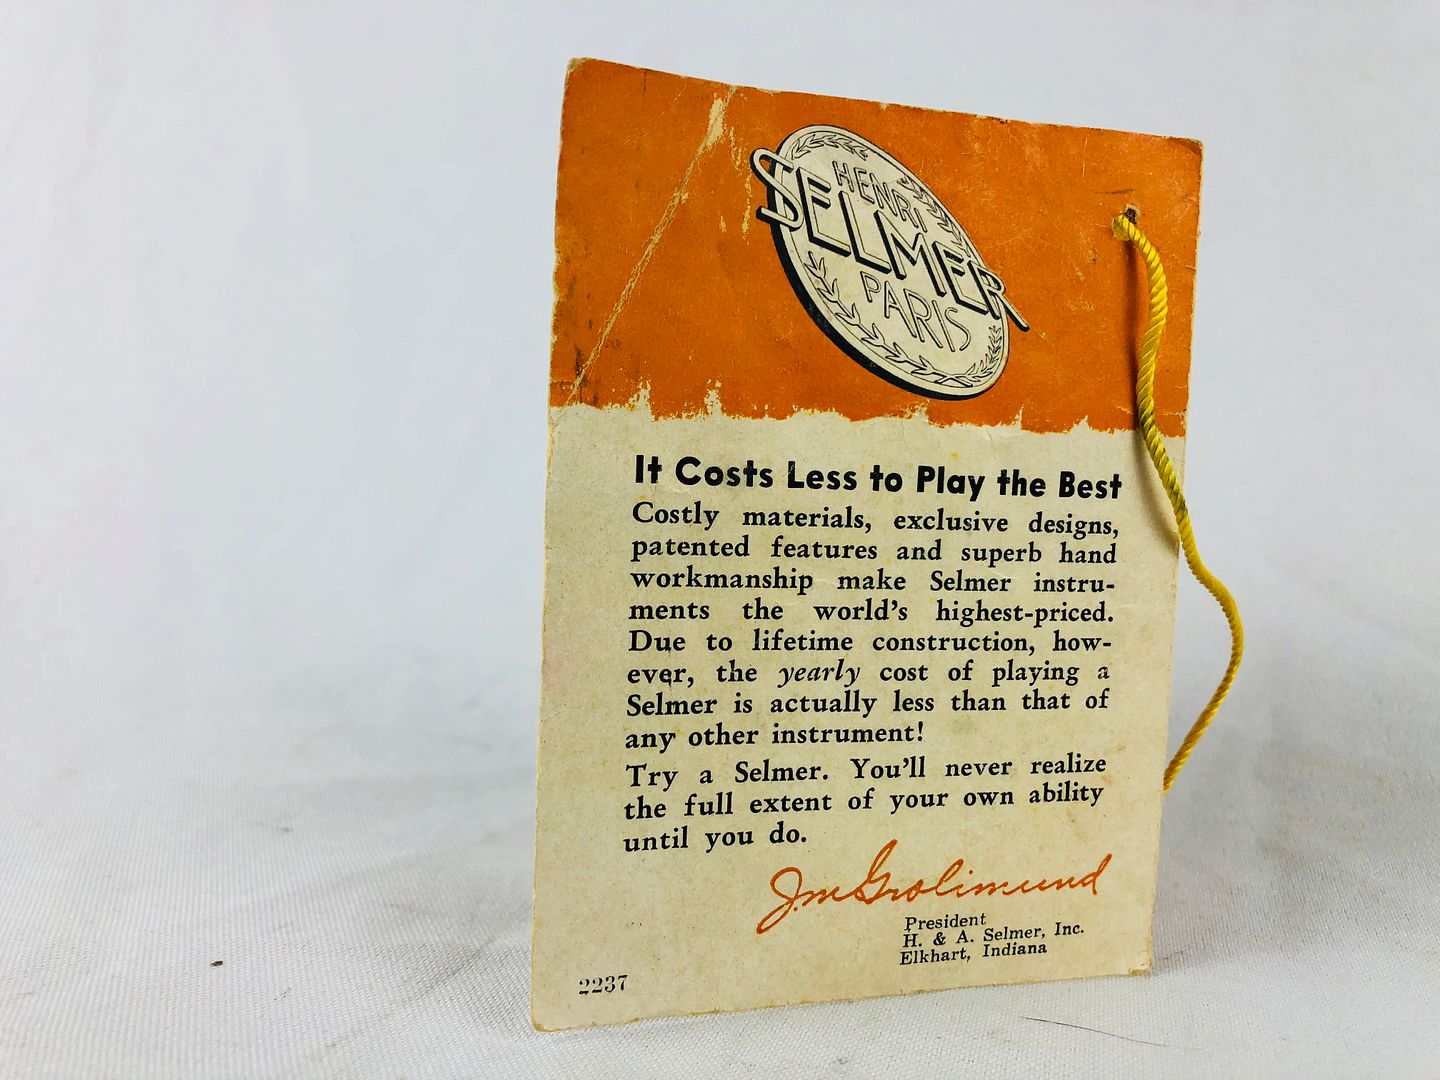 HENRI
SELMER
PARIS
It Costs Less to Play the Best
Costly materials, exclusive designs,
patented features and superb hand
workmanship make Selmer instru-
ments the world's highest-priced.
Due to lifetime construction, how-
ever, the yearly cost of playing a
Selmer is actually less than that of
any other instrument!
Try a Selmer. You'll never realize
the full extent of your own ability
until you do.
J.M. Grolimund
President
H. & A. Selmer, Inc.
Elkhart, Indiana
2237